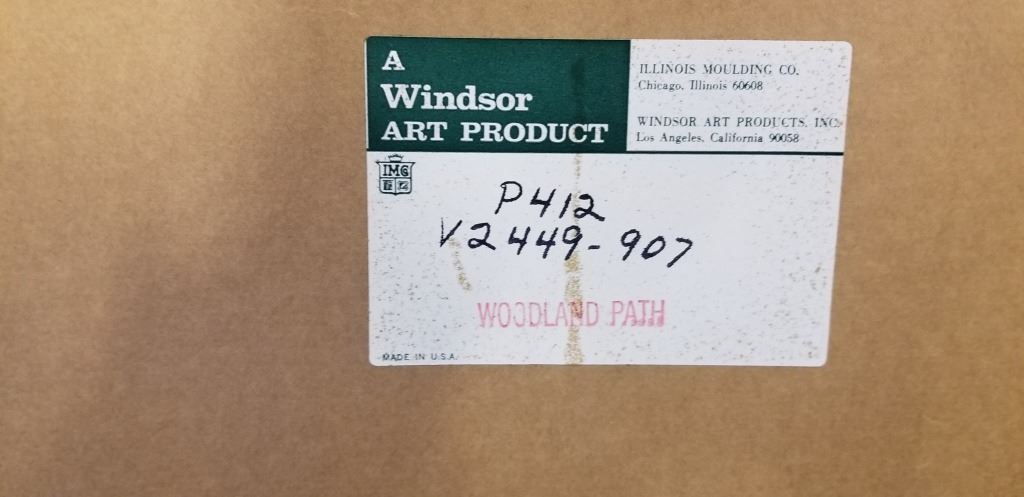 A
Windsor
ART PRODUCT
ILLINOIS MOULDING CO.
Chicago, Illinois 60608
WINDSOR ART PRODUCTS, INC.
Los Angeles, California 90058
IMC
P412
V2449-907
WOODLAND PATH
MADE IN U.S.A.